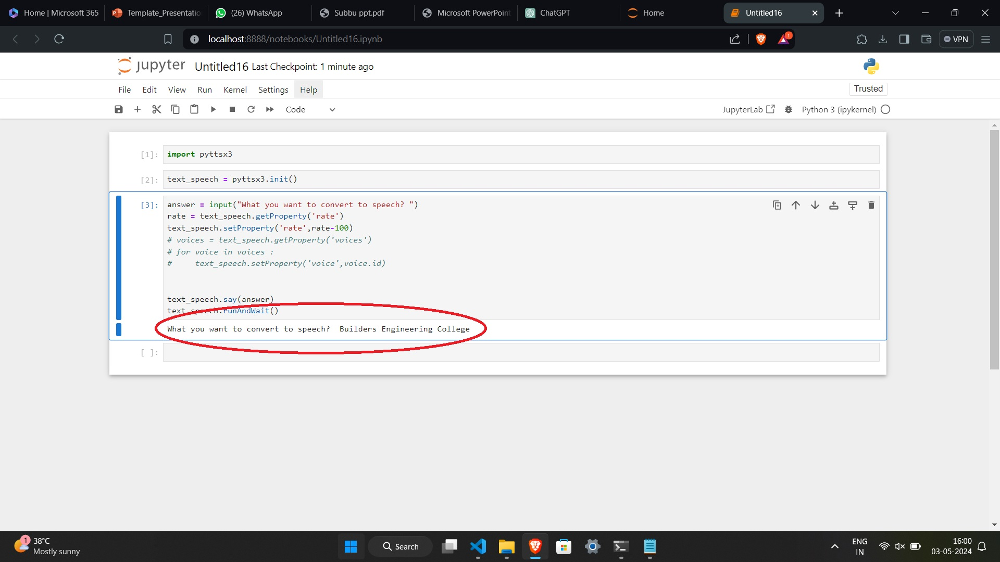 Home | Microsoft 365
Template_Presentatio
(26) WhatsApp
Subbu ppt.pdf
Microsoft PowerPoin
ChatGPT
Home
Untitled16
localhost:8888/notebooks/Untitled16.ipynb
1
VPN
jupyter
Untitled16 Last Checkpoint: 1 minute ago
File Edit View Run Kernel Settings Help
Trusted
Code
JupyterLab
Python 3 (ipykernel)
[1]: import pyttsx3
[2]: text_speech = pyttsx3.init()
[3]: answer = input("What you want to convert to speech? ")
rate = text_speech.getProperty('rate')
text_speech.setProperty('rate',rate-100)
# voices = text_speech.getProperty('voices')
# for voice in voices :
#     text_speech.setProperty('voice',voice.id)
text_speech.say(answer)
text_speech.runAndWait()
What you want to convert to speech?  Builders Engineering College
[ ]:
1
38°C
Mostly sunny
Search
ENG
IN
16:00
03-05-2024